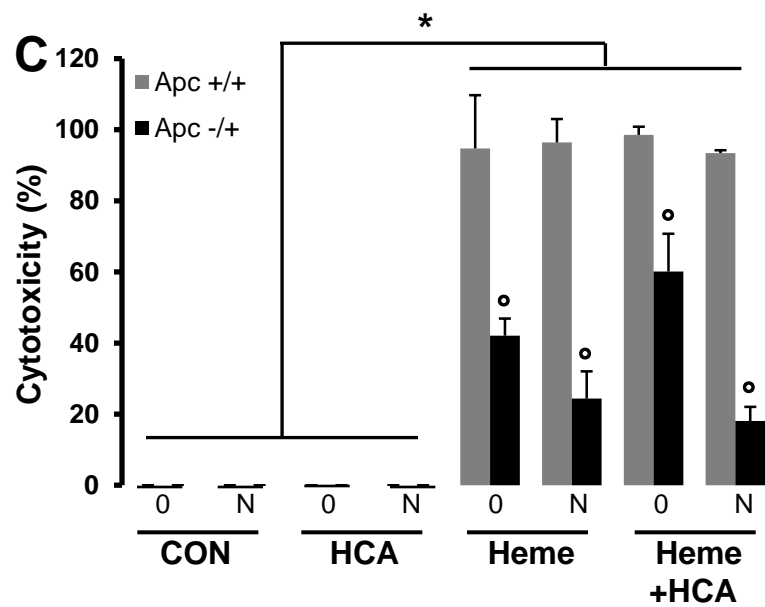 C
*
120
100
80
60
40
20
0
Cytotoxicity (%)
Apc +/+
Apc -/+
0 N 0 N 0 N 0 N
CON HCA Heme Heme
+HCA